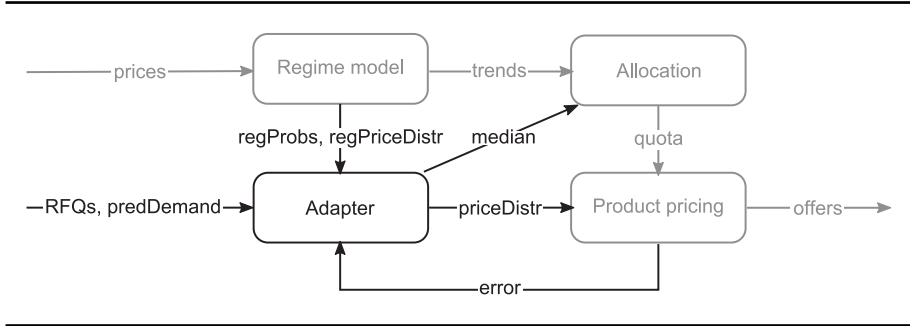 prices
Regime model
trends
Allocation
regProbs, regPriceDistr
median
quota
RFQs, predDemand
Adapter
priceDistr
Product pricing
offers
error